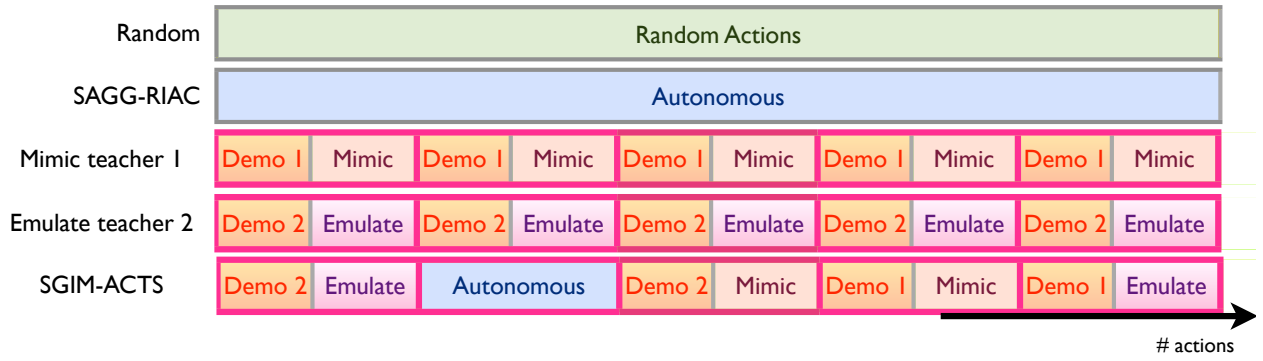 Random Random Actions
SAGG-RIAC Autonomous
Mimic teacher 1 Demo 1 Mimic Demo 1 Mimic Demo 1 Mimic Demo 1 Mimic Demo 1 Mimic
Emulate teacher 2 Demo 2 Emulate Demo 2 Emulate Demo 2 Emulate Demo 2 Emulate Demo 2 Emulate
SGIM-ACTS Demo 2 Emulate Autonomous Demo 2 Mimic Demo 1 Mimic Demo 1 Emulate
# actions